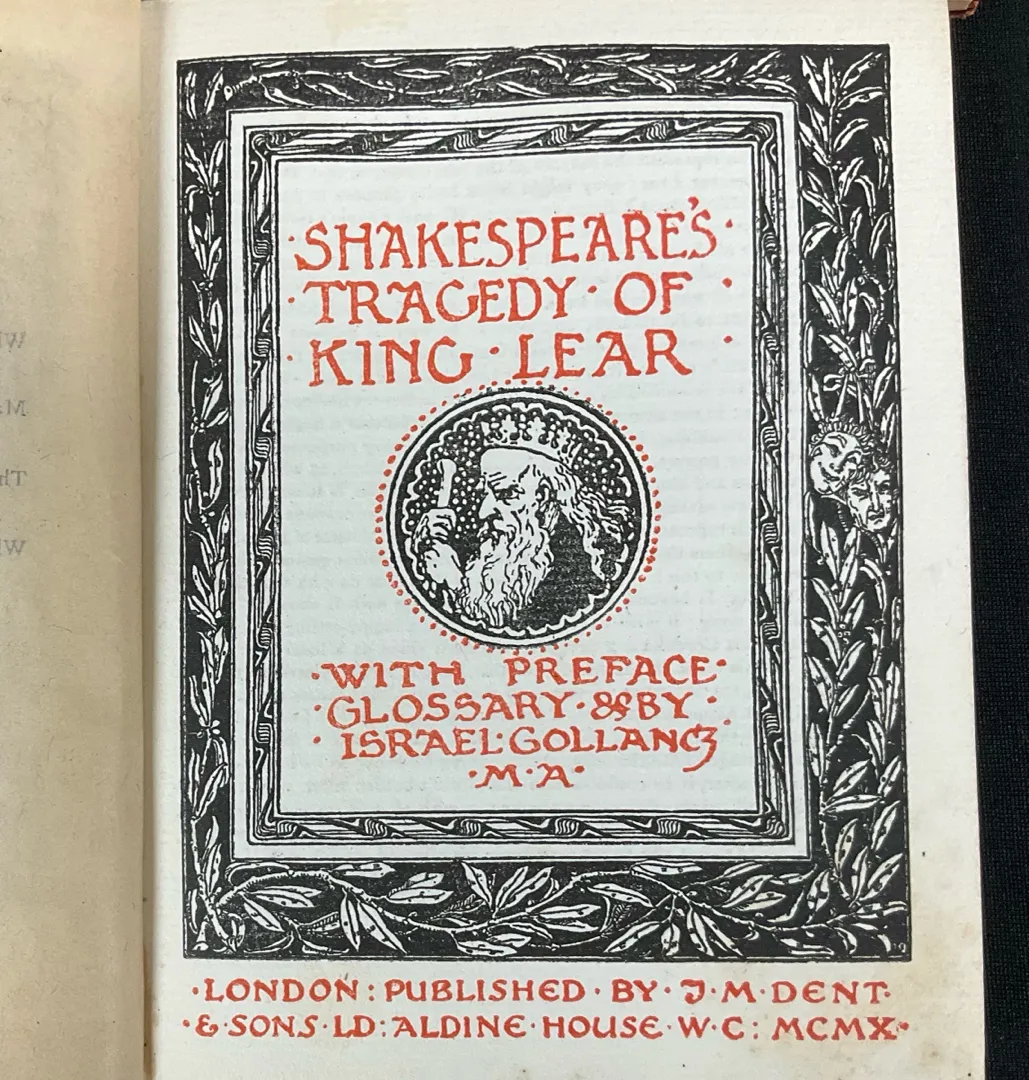 ·SHAKESPEARE'S·
·TRAGEDY·OF·
·KING·LEAR·
·WITH PREFACE·
·GLOSSARY·&c BY·
·ISRAEL·GOLLANCZ
·M·A·
·LONDON:PUBLISHED·BY·J·M·DENT·
·&·SONS·LD:ALDINE·HOUSE·W·C: MCMX·